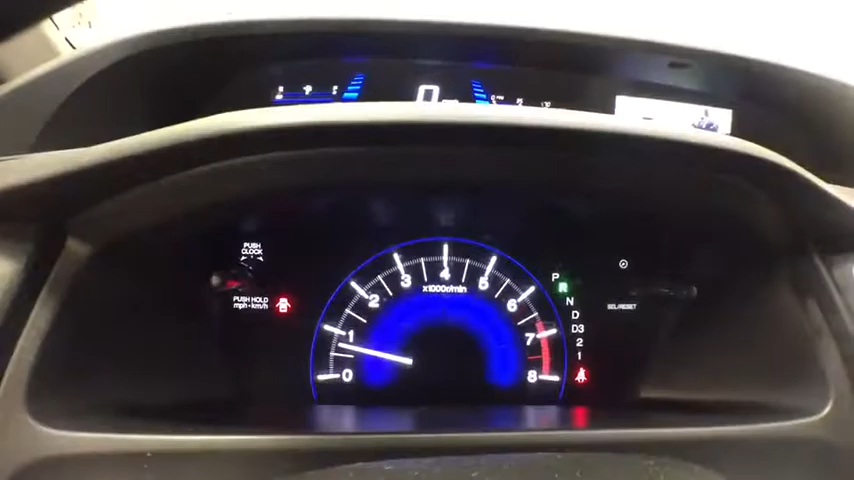 0
PUSH
CLOCK
PUSH HOLD
mph•km/h
0
1
2
3
4
5
6
7
8
x1000r/min
P
R
N
D
D3
2
1
SEL/RESET